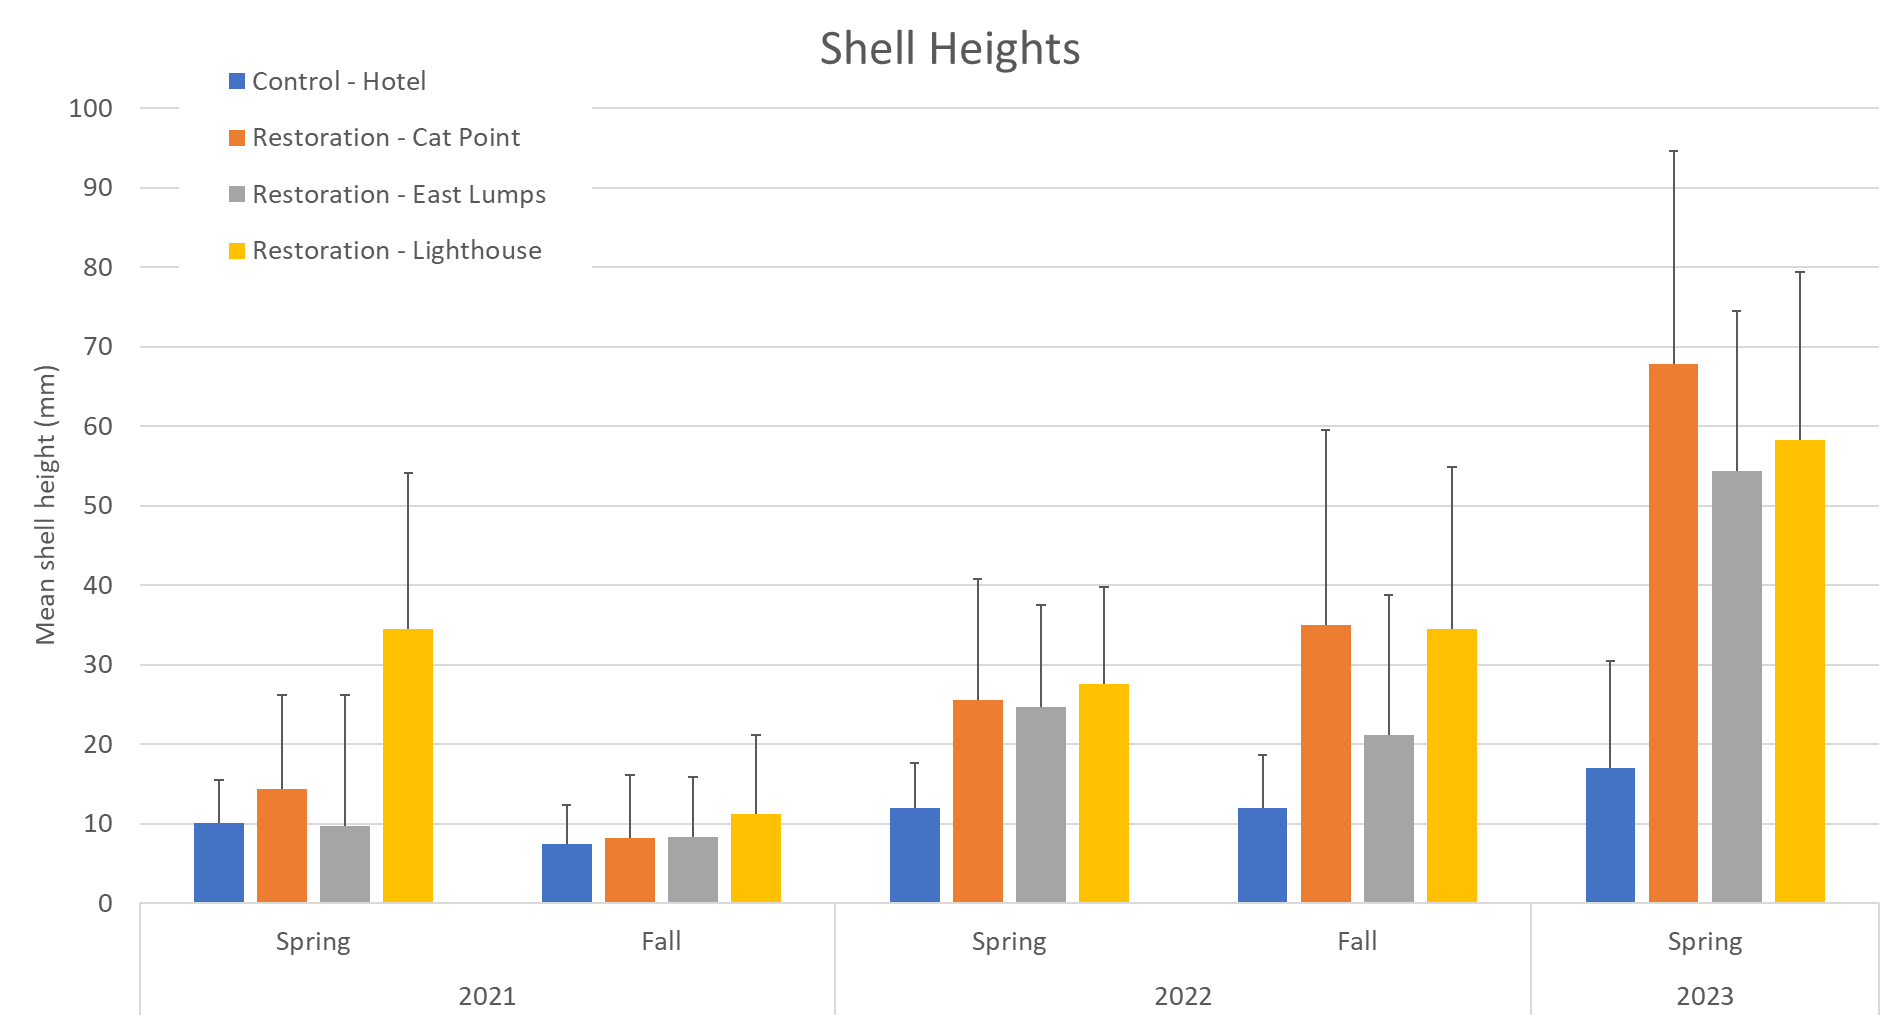 Shell Heights
Control - Hotel
Restoration - Cat Point
Restoration - East Lumps
Restoration - Lighthouse
Mean shell height (mm)
100
90
80
70
60
50
40
30
20
10
0
Spring Fall Spring Fall Spring
2021 2022 2023